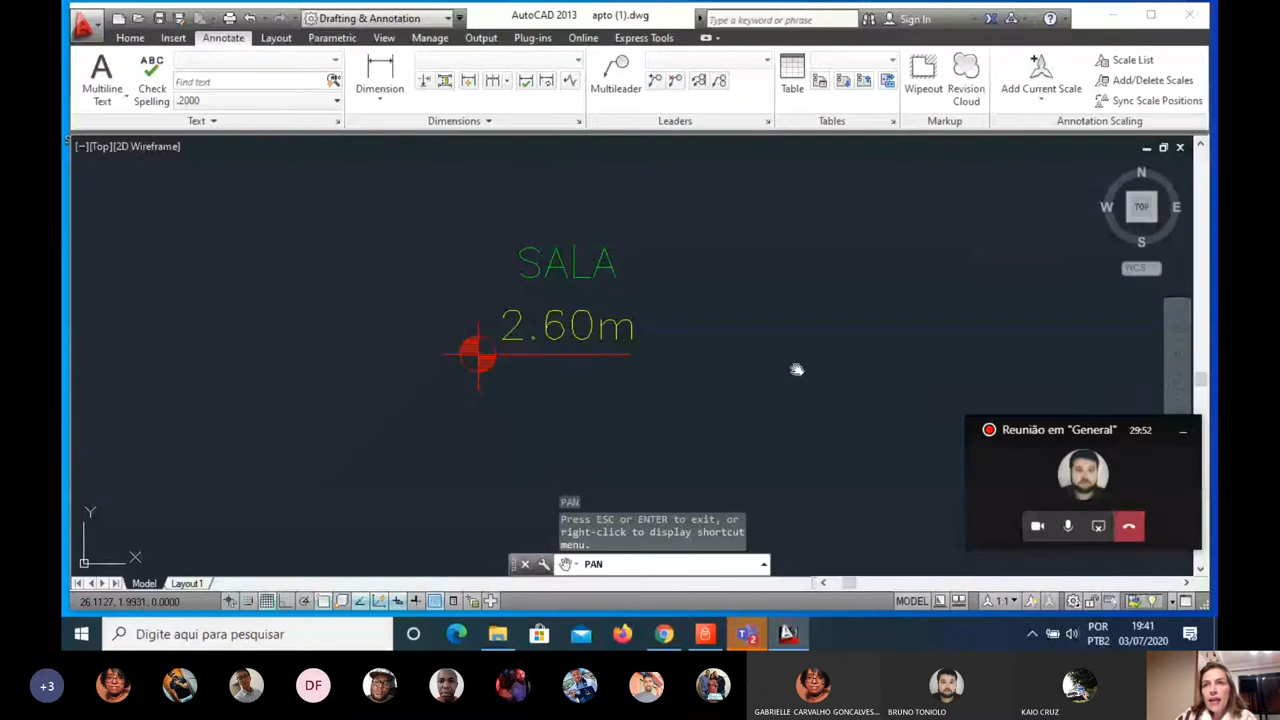 Drafting & Annotation
AutoCAD 2013 apto (1).dwg
Type a keyword or phrase
Sign In
Home Insert Annotate Layout Parametric View Manage Output Plug-ins Online Express Tools
Multiline Text
ABC
Check Spelling
Find text
.2000
Dimension
Multileader
Table
Wipeout
Revision Cloud
Add Current Scale
Scale List
Add/Delete Scales
Sync Scale Positions
Text Dimensions Leaders Tables Markup Annotation Scaling
[−][Top][2D Wireframe]
N
W TOP E
S
WCS
SALA
2.60m
Reunião em "General" 29:52
PAN
Press ESC or ENTER to exit, or
right-click to display shortcut
menu.
PAN
Y
X
Model Layout1
26.1127, 1.9931, 0.0000
MODEL
1:1
Digite aqui para pesquisar
2
POR
PTB2
19:41
03/07/2020
+3
DF
GABRIELLE CARVALHO GONCALVES...
BRUNO TONIOLO
KAIO CRUZ